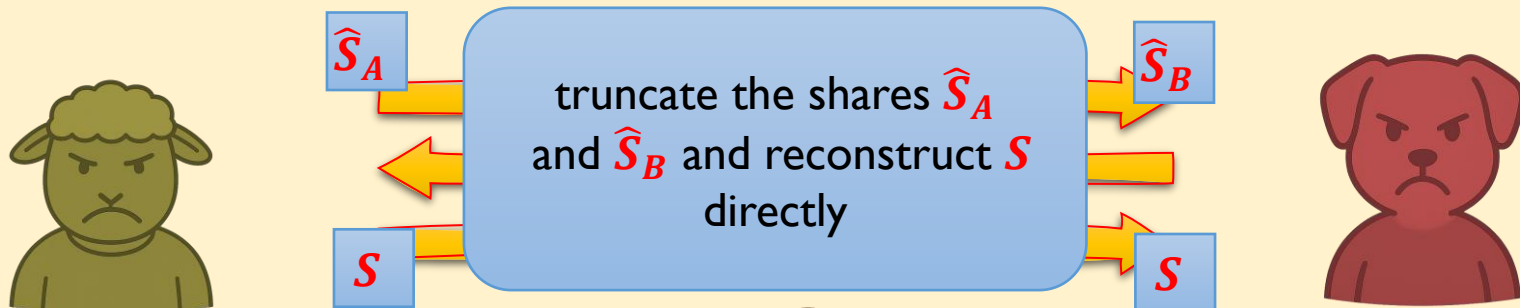 Ŝ_A
Ŝ_B
truncate the shares Ŝ_A
and Ŝ_B and reconstruct S
directly
S
S